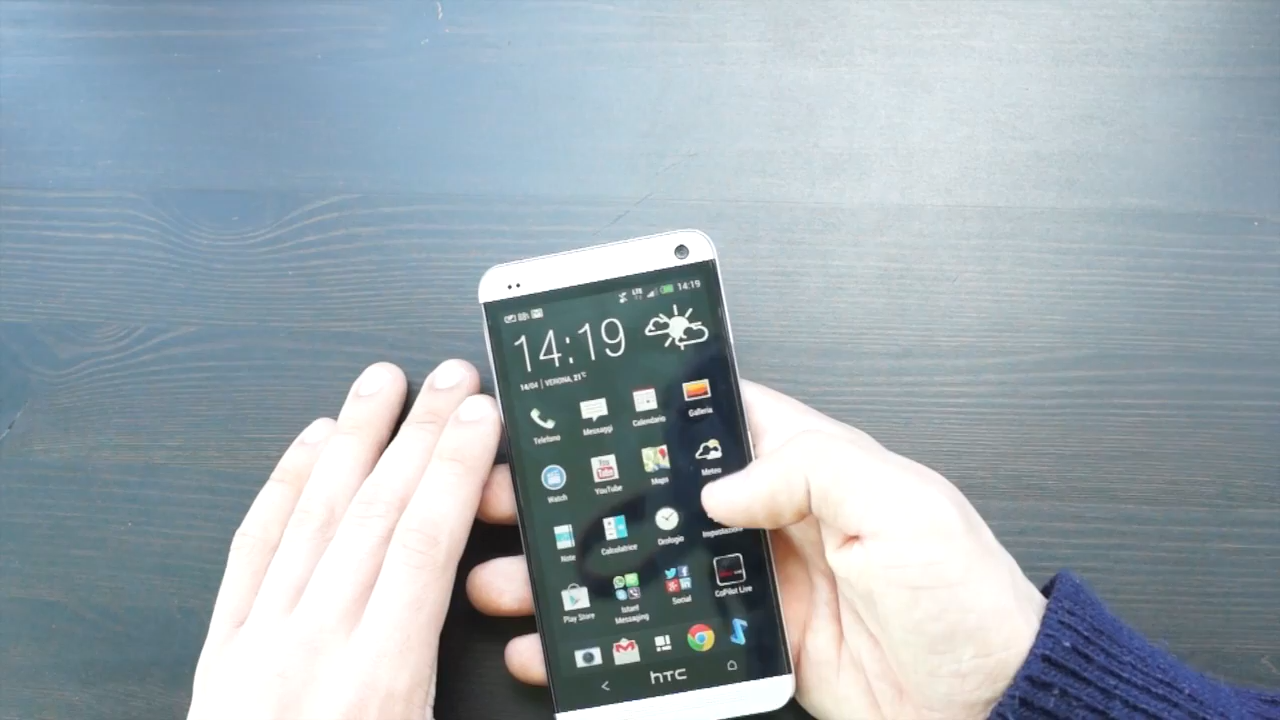 LTE 14:19
14:19
14/04 | VERONA, 21°C
Telefono Messaggi Calendario Galleria
Watch YouTube Maps Meteo
Note Calcolatrice Orologio Impostazioni
Play Store Istant Messaging Social CoPilot Live
hTC